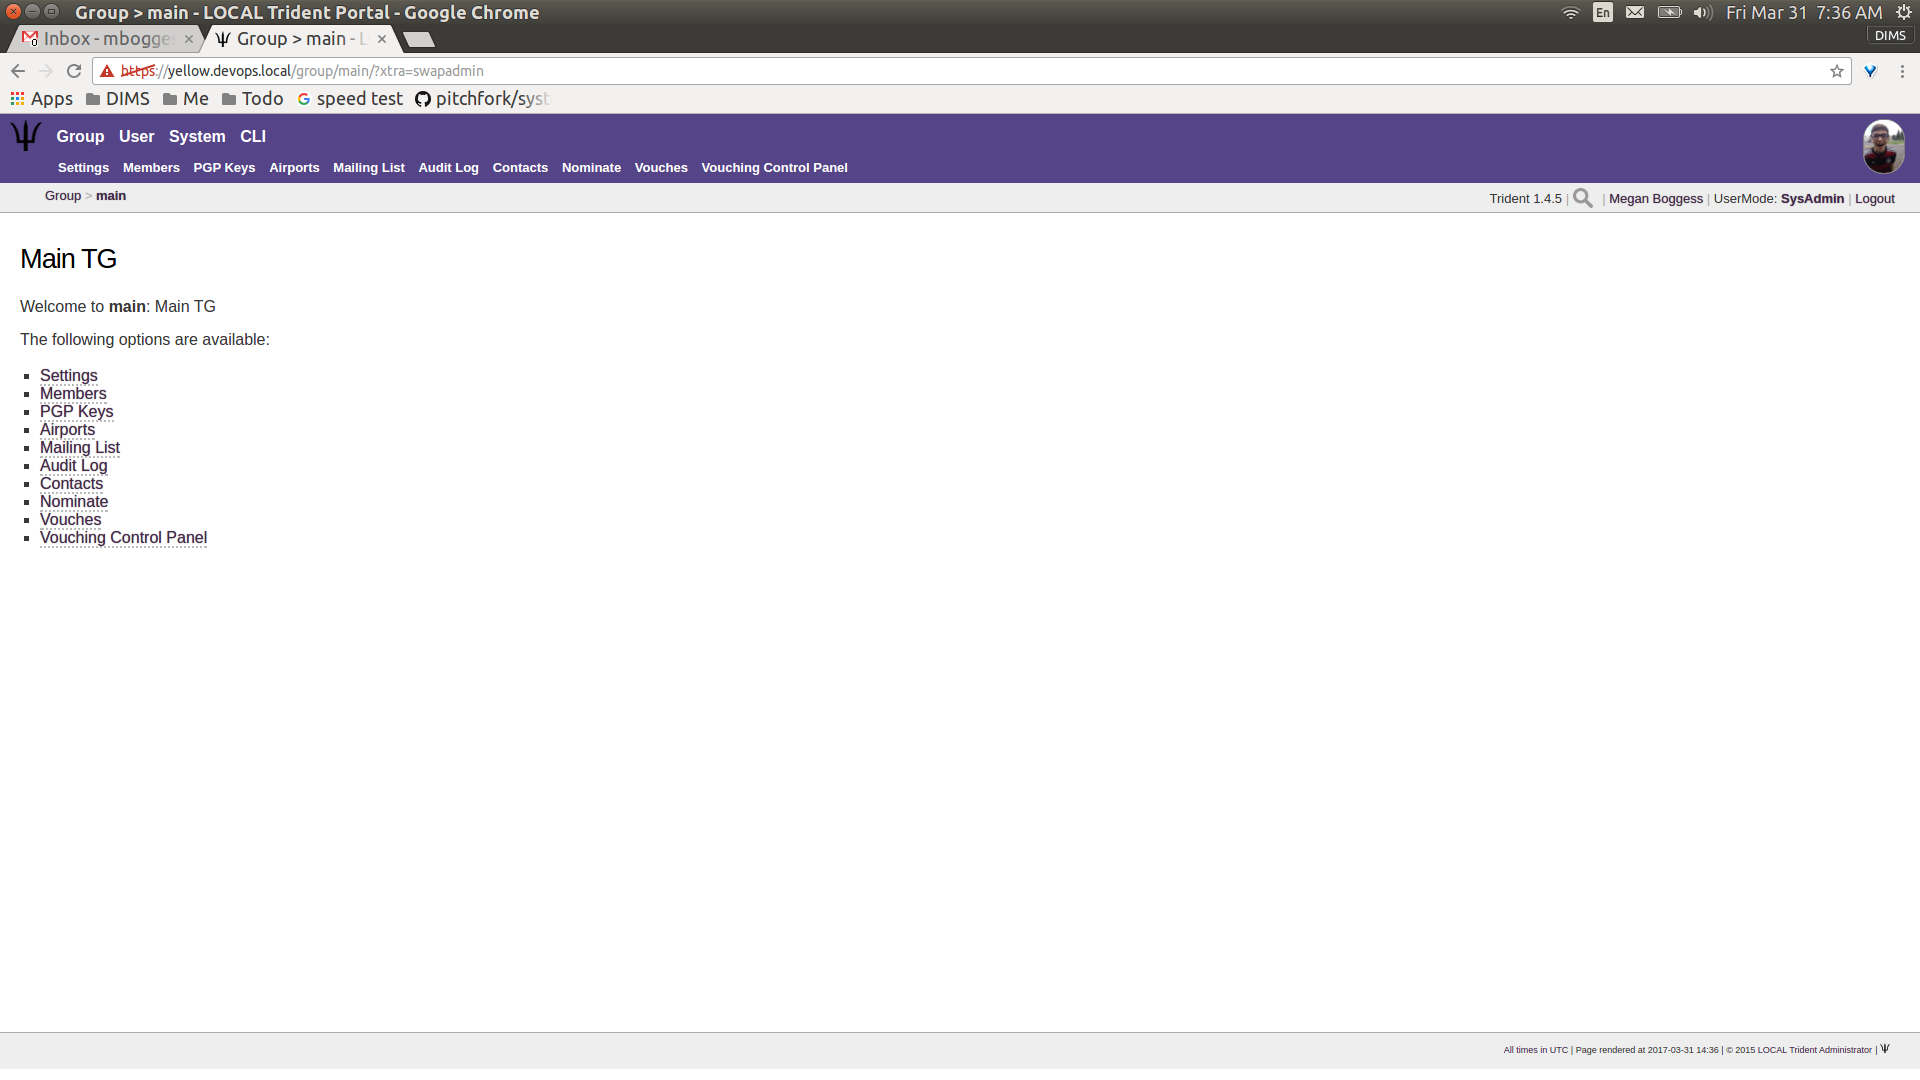 Group > main - LOCAL Trident Portal - Google Chrome
En
Fri Mar 31 7:36 AM
Inbox - mbogges
Group > main - L
DIMS
https://yellow.devops.local/group/main/?xtra=swapadmin
Apps DIMS Me Todo speed test pitchfork/syst
Group User System CLI
Settings Members PGP Keys Airports Mailing List Audit Log Contacts Nominate Vouches Vouching Control Panel
Group > main
Trident 1.4.5 | | Megan Boggess | UserMode: SysAdmin | Logout
Main TG
Welcome to main: Main TG
The following options are available:
Settings
Members
PGP Keys
Airports
Mailing List
Audit Log
Contacts
Nominate
Vouches
Vouching Control Panel
All times in UTC | Page rendered at 2017-03-31 14:36 | © 2015 LOCAL Trident Administrator |